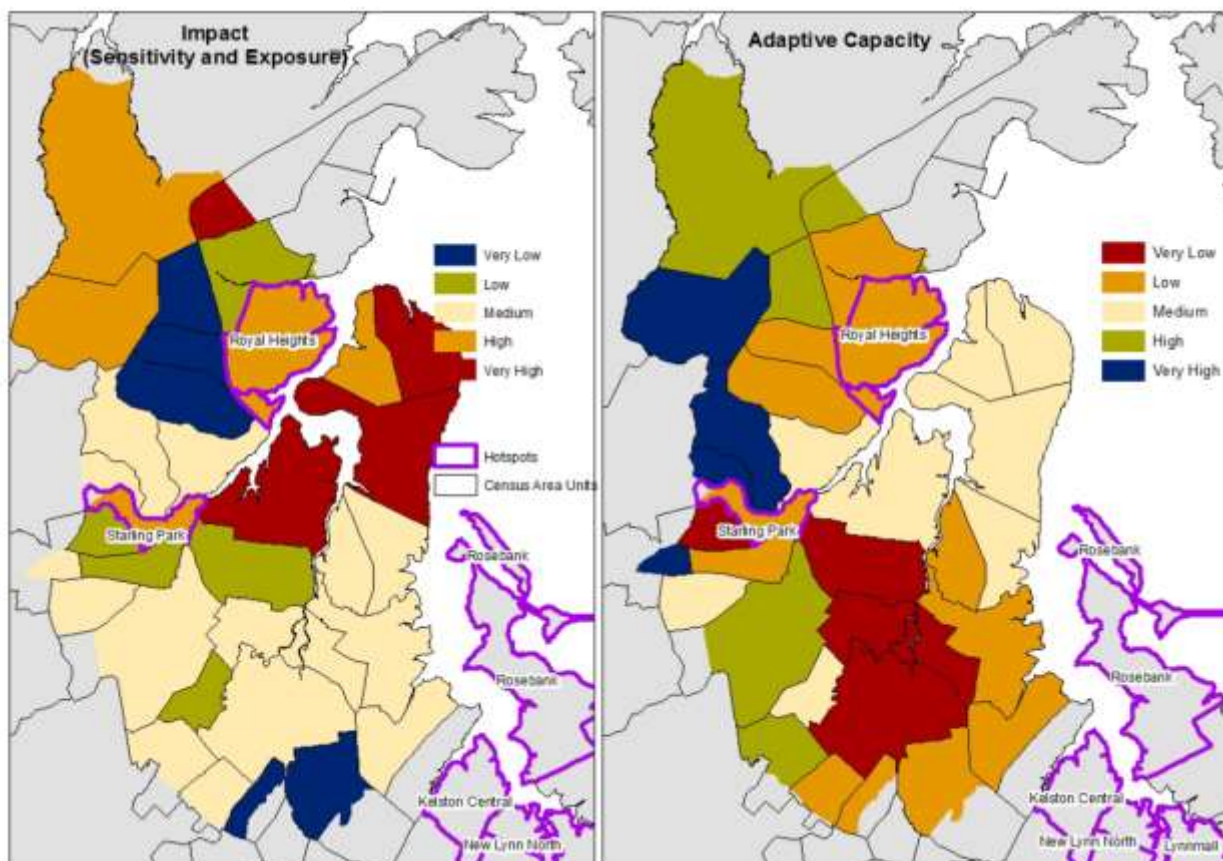 Impact
(Sensitivity and Exposure)
Very Low
Low
Medium
High
Very High
Royal Heights
Hotspots
Census Area Units
Starling Park
Rosebank
Rosebank
Kelston Central
New Lynn North
Adaptive Capacity
Very Low
Low
Medium
High
Very High
Royal Heights
Starling Park
Rosebank
Rosebank
Kelston Central
New Lynn North
Lynnmall